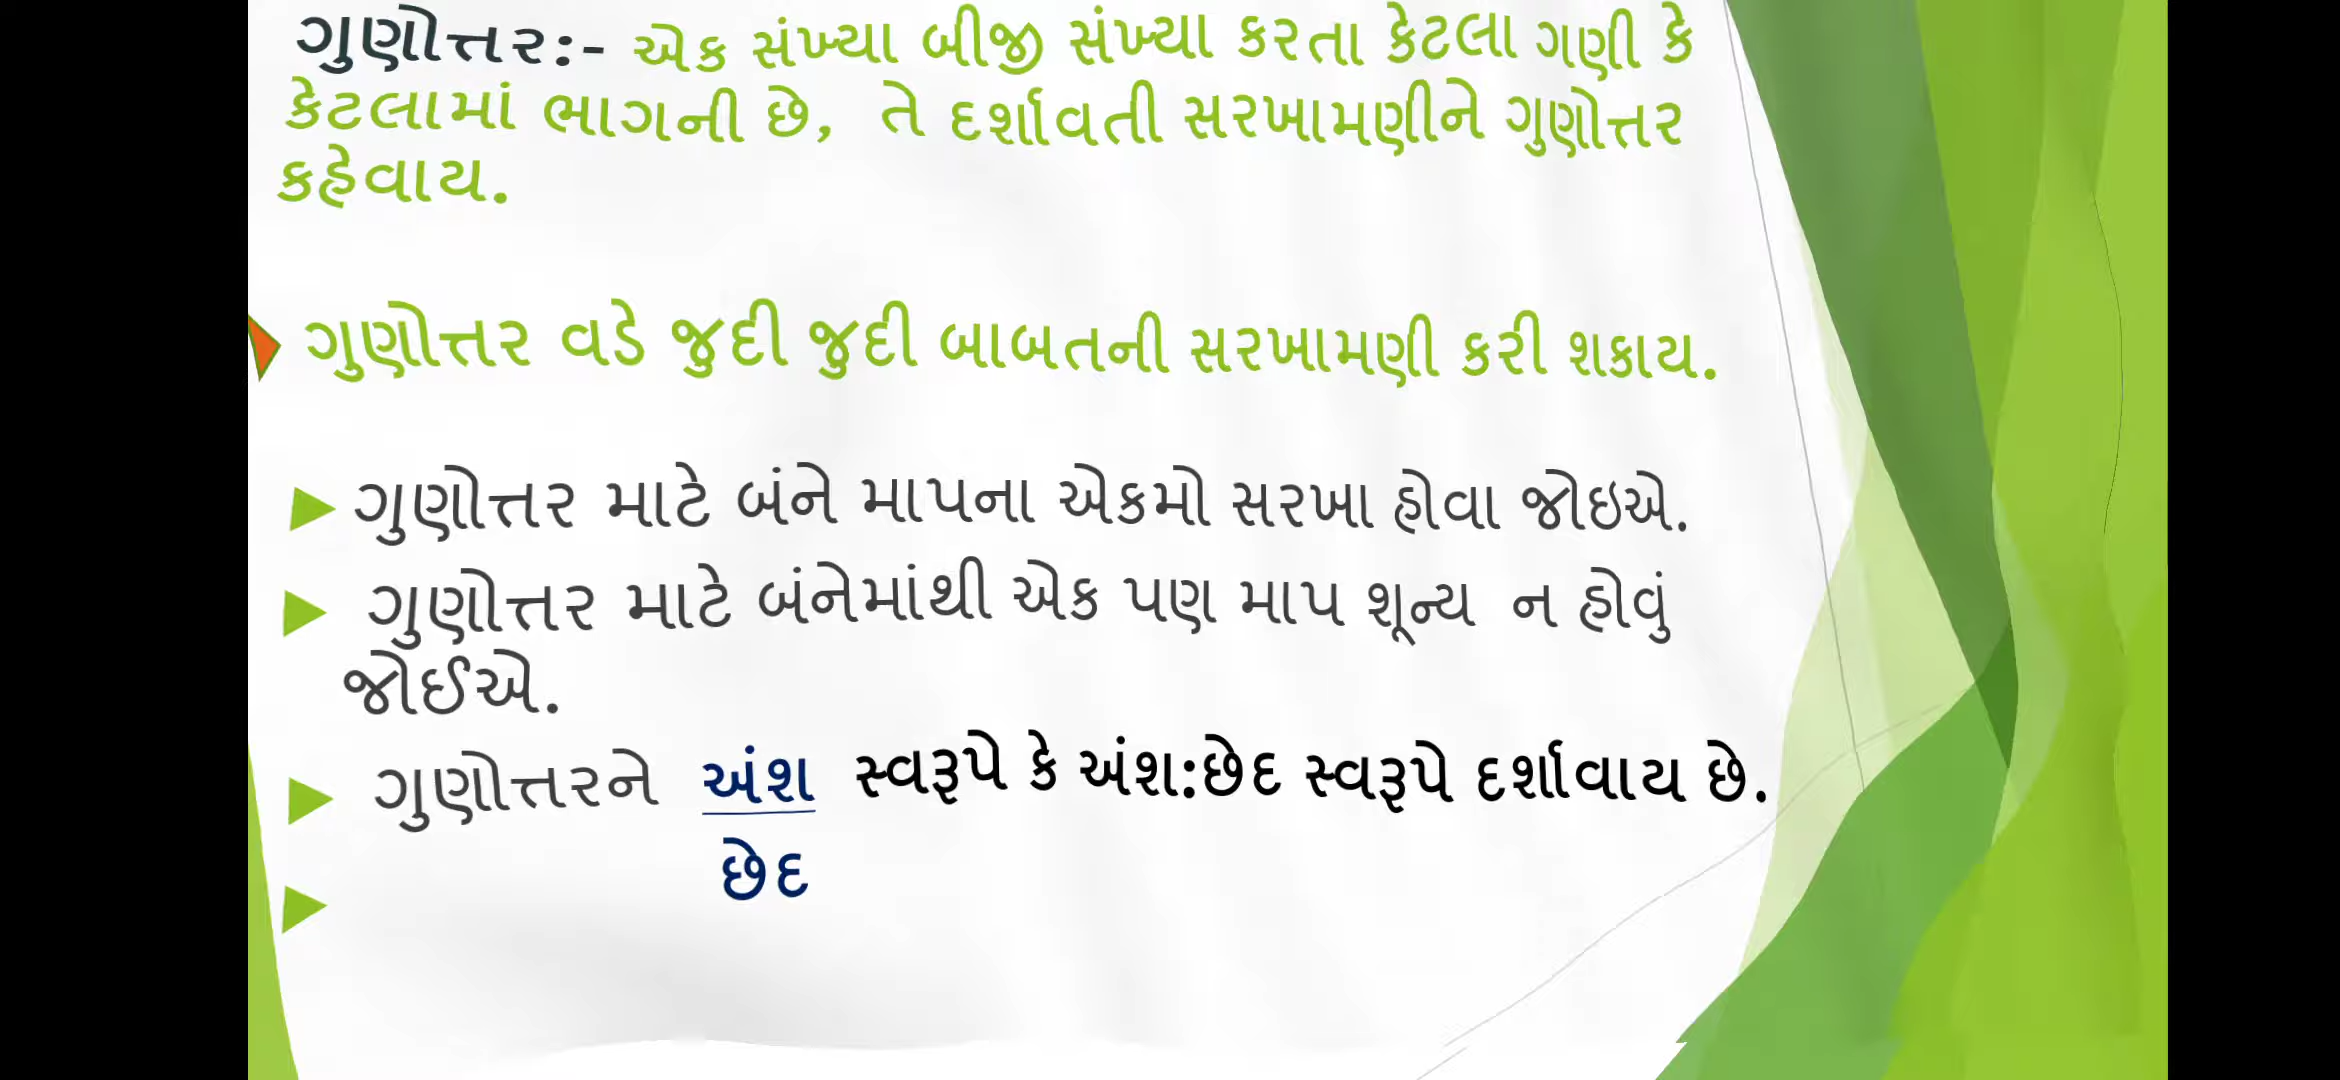 ગુણોત્તર:- એક સંખ્યા બીજી સંખ્યા કરતા કેટલા ગણી કે
કેટલામાં ભાગની છે, તે દર્શાવતી સરખામણીને ગુણોત્તર
કહેવાય.
ગુણોત્તર વડે જુદી જુદી બાબતની સરખામણી કરી શકાય.
ગુણોત્તર માટે બંને માપના એકમો સરખા હોવા જોઇએ.
ગુણોત્તર માટે બંનેમાંથી એક પણ માપ શૂન્ય ન હોવું
જોઈએ.
ગુણોત્તરને અંશ સ્વરૂપે કે અંશ:છેદ સ્વરૂપે દર્શાવાય છે.
છેદ